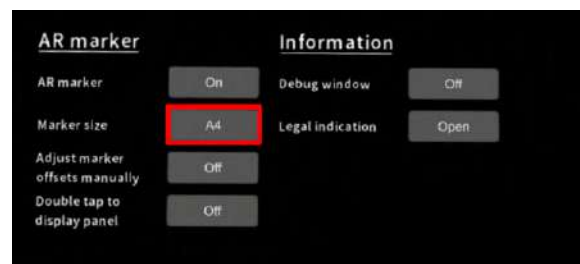 AR marker
AR marker On
Marker size A4
Adjust marker
offsets manually Off
Double tap to
display panel Off
Information
Debug window Off
Legal indication Open